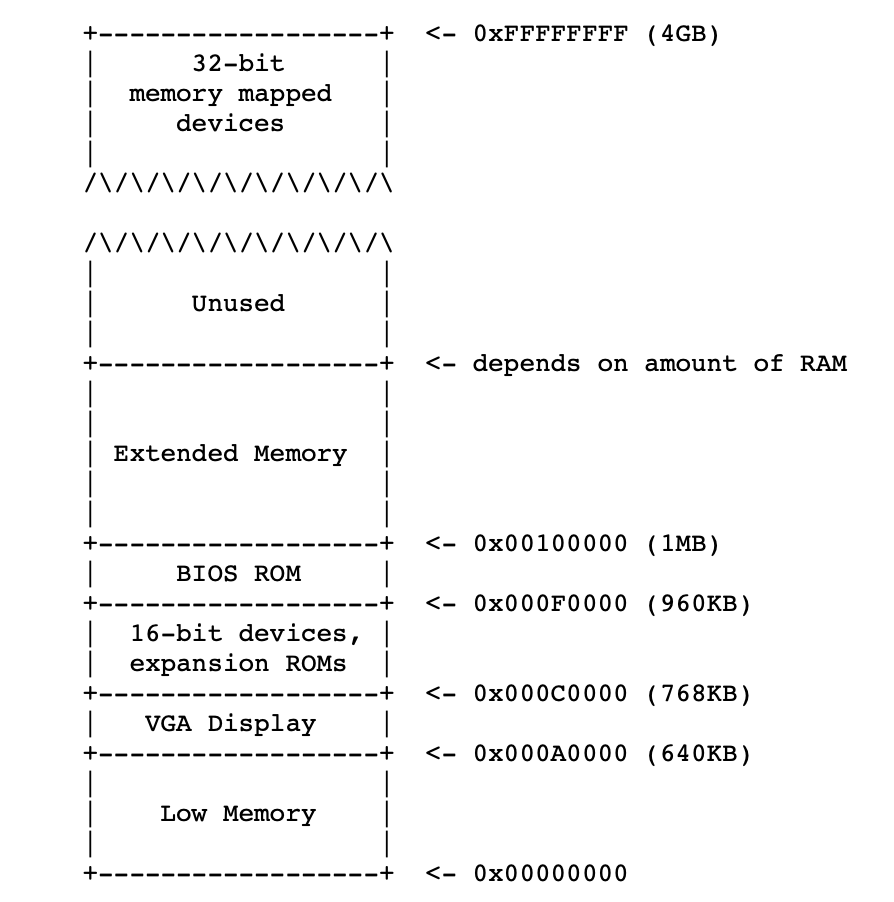 +------------------+  <- 0xFFFFFFFF (4GB)
|      32-bit      |
|  memory mapped   |
|     devices      |
|                  |
/\/\/\/\/\/\/\/\/\/\

/\/\/\/\/\/\/\/\/\/\
|                  |
|      Unused      |
|                  |
+------------------+  <- depends on amount of RAM
|                  |
|                  |
| Extended Memory  |
|                  |
|                  |
+------------------+  <- 0x00100000 (1MB)
|     BIOS ROM     |
+------------------+  <- 0x000F0000 (960KB)
|  16-bit devices, |
|  expansion ROMs  |
+------------------+  <- 0x000C0000 (768KB)
|   VGA Display    |
+------------------+  <- 0x000A0000 (640KB)
|                  |
|    Low Memory    |
|                  |
+------------------+  <- 0x00000000